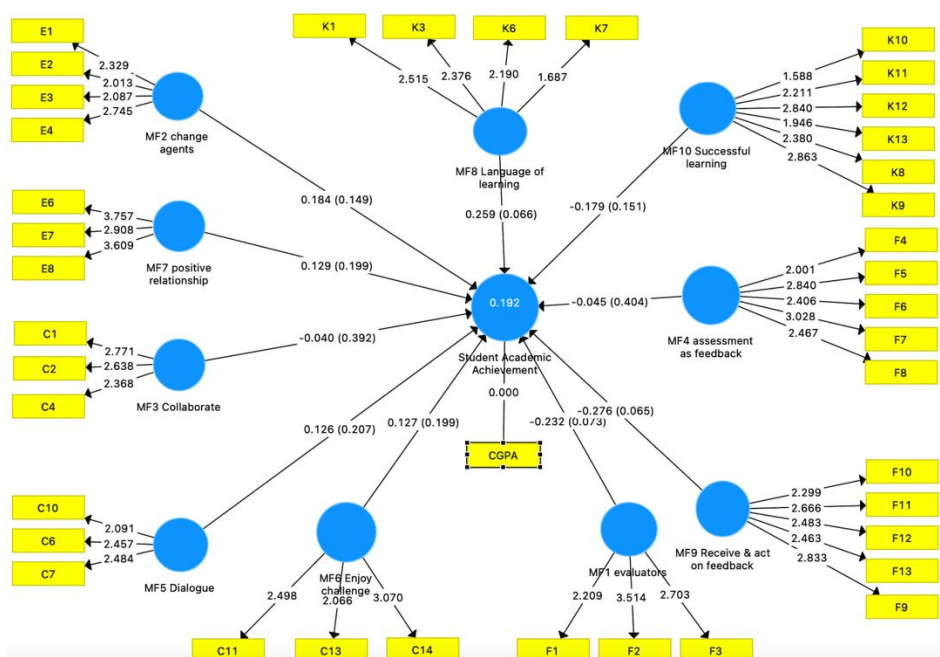 E1
E2
E3
E4
2.329
2.013
2.087
2.745
MF2 change
agents
0.184 (0.149)
K1
K3
K6
K7
2.515
2.376
2.190
1.687
MF8 Language of
learning
0.259 (0.066)
K10
K11
K12
K13
K8
K9
1.588
2.211
2.840
1.946
2.380
2.863
MF10 Successful
learning
-0.179 (0.151)
E6
E7
E8
3.757
2.908
3.609
MF7 positive
relationship
0.129 (0.199)
0.192
Student Academic
Achievement
0.000
CGPA
F4
F5
F6
F7
F8
2.001
2.840
2.406
3.028
2.467
MF4 assessment
as feedback
-0.045 (0.404)
C1
C2
C4
2.771
2.638
2.368
MF3 Collaborate
-0.040 (0.392)
C10
C6
C7
2.091
2.457
2.484
MF5 Dialogue
0.126 (0.207)
MF6 Enjoy
challenge
0.127 (0.199)
2.498
2.066
3.070
C11
C13
C14
MF1 evaluators
-0.232 (0.073)
2.209
3.514
2.703
F1
F2
F3
MF9 Receive & act
on feedback
-0.276 (0.065)
2.299
2.666
2.483
2.463
2.833
F10
F11
F12
F13
F9